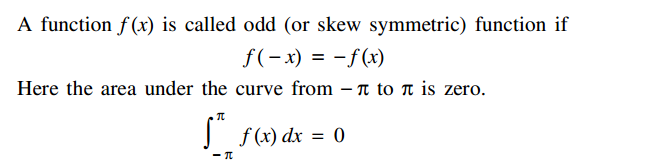 A function f(x) is called odd (or skew symmetric) function if
f(− x) = −f(x)
Here the area under the curve from − π to π is zero.
∫_{− π}^{π} f(x) dx = 0